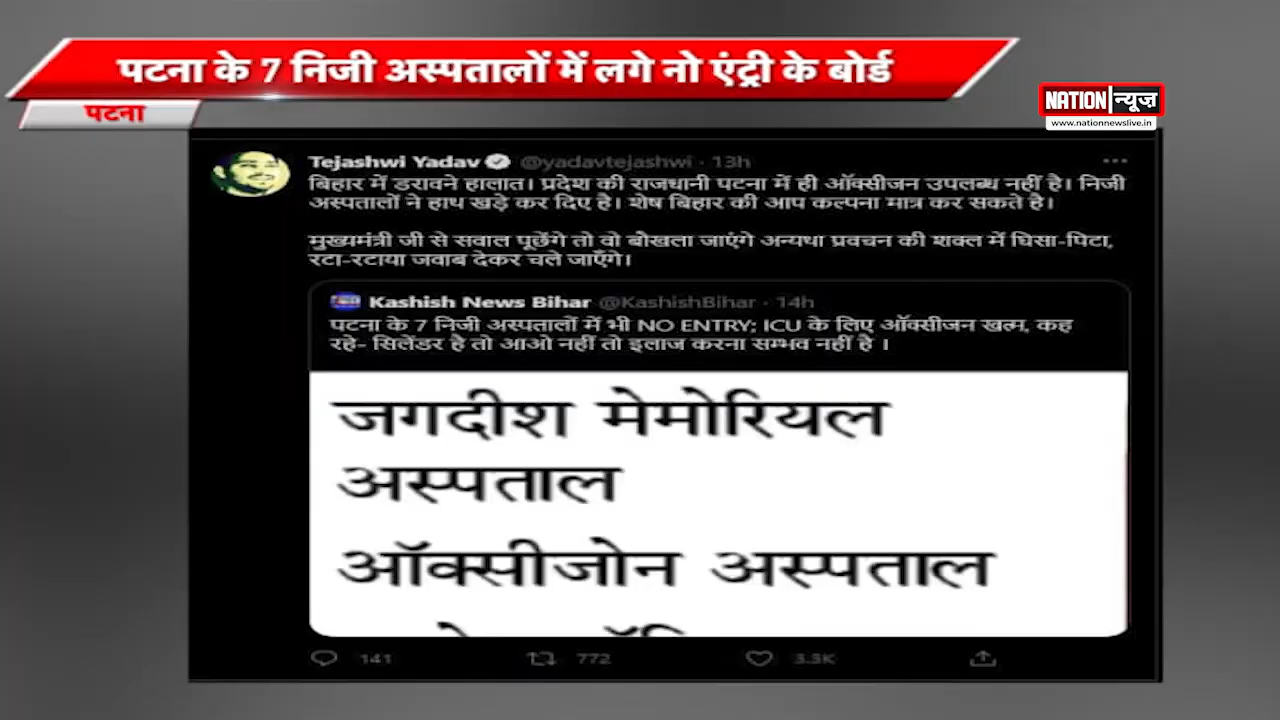 पटना के 7 निजी अस्पतालों में लगे नो एंट्री के बोर्ड
पटना
NATION न्यूज़
www.nationnewslive.in
Tejashwi Yadav @yadavtejashwi · 13h
बिहार में डरावने हालात। प्रदेश की राजधानी पटना में ही ऑक्सीजन उपलब्ध नहीं है। निजी
अस्पतालों ने हाथ खड़े कर दिए है। शेष बिहार की आप कल्पना मात्र कर सकते है।
मुख्यमंत्री जी से सवाल पूछेंगे तो वो बौखला जाएंगे अन्यथा प्रवचन की शक्ल में घिसा-पिटा,
रटा-रटाया जवाब देकर चले जाएँगे।
Kashish News Bihar @KashishBihar · 14h
पटना के 7 निजी अस्पतालों में भी NO ENTRY; ICU के लिए ऑक्सीजन खत्म, कह
रहे- सिलेंडर है तो आओ नहीं तो इलाज करना सम्भव नहीं है ।
जगदीश मेमोरियल
अस्पताल
ऑक्सीजोन अस्पताल
141 772 3.3K